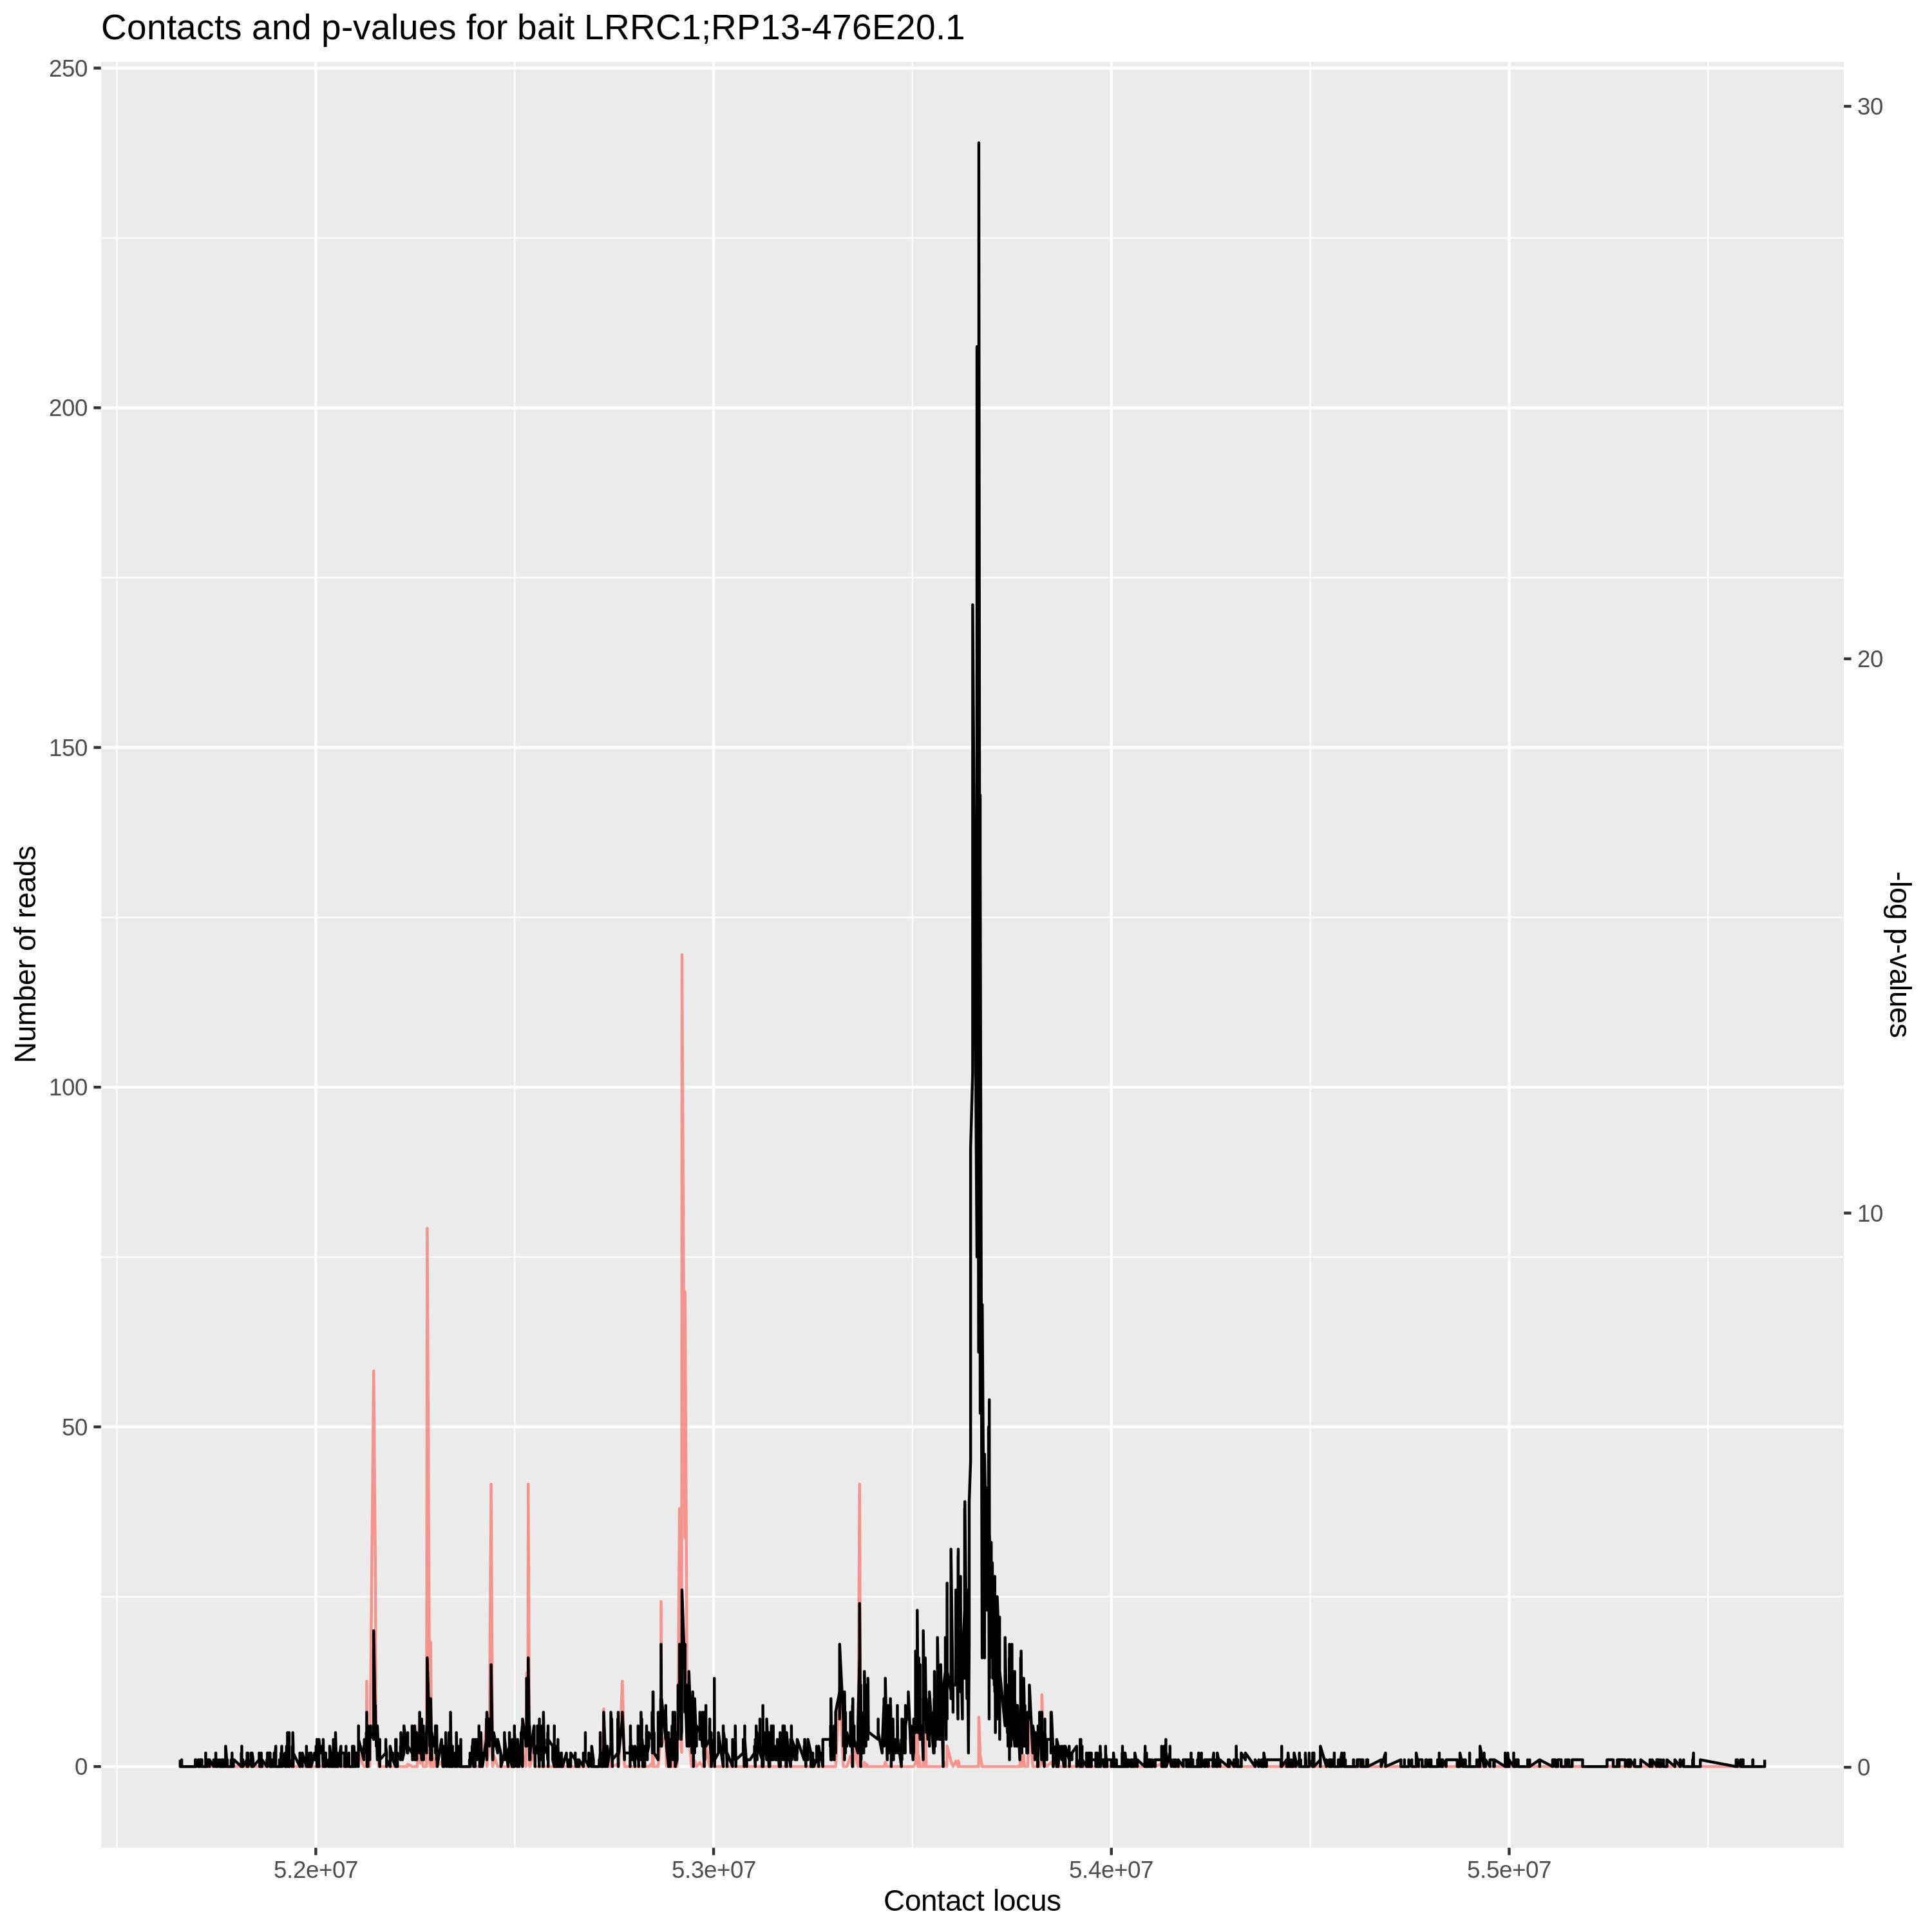 Contacts and p-values for bait LRRC1;RP13-476E20.1
250
200
150
100
50
0
Number of reads
30
20
10
0
-log p-values
5.2e+07 5.3e+07 5.4e+07 5.5e+07
Contact locus